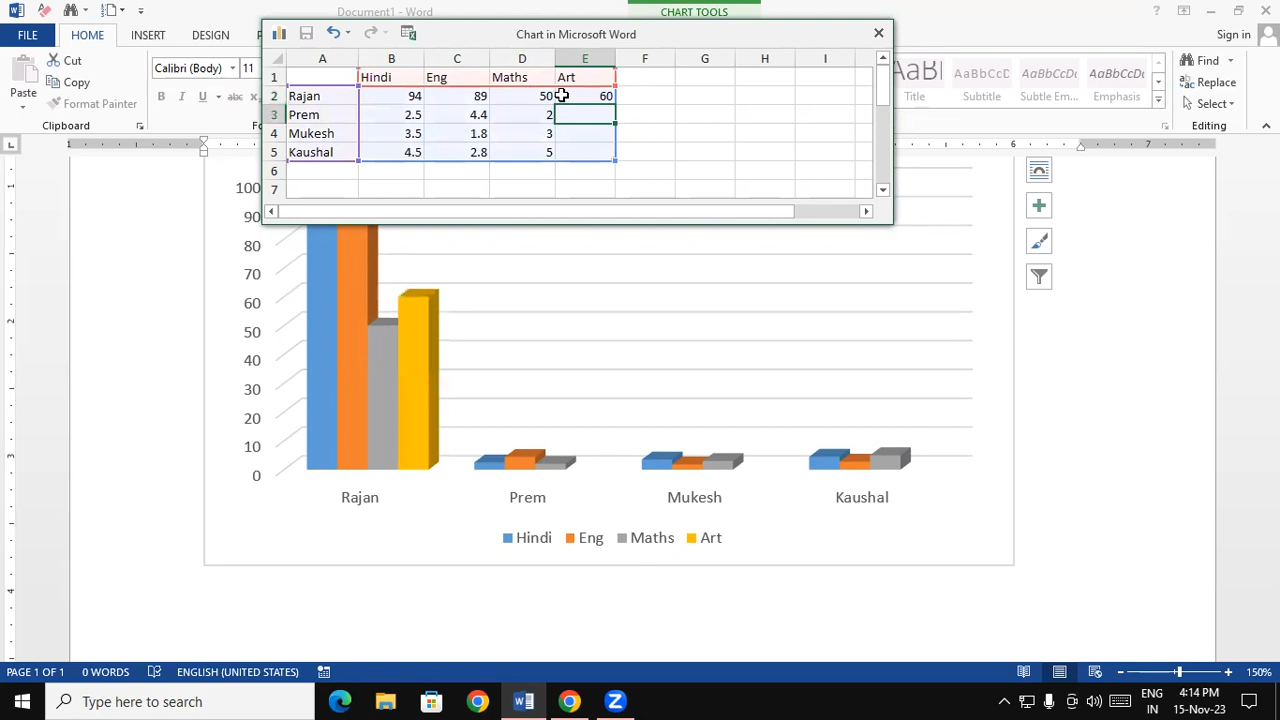 Document1 - Word
CHART TOOLS
FILE HOME INSERT DESIGN
Sign in
Cut
Copy
Format Painter
Paste
Clipboard
Calibri (Body) 11
B I U abc
Chart in Microsoft Word
A B C D E F G H I
1 Hindi Eng Maths Art
2 Rajan 94 89 50 60
3 Prem 2.5 4.4 2
4 Mukesh 3.5 1.8 3
5 Kaushal 4.5 2.8 5
6
7
Title Subtitle Emphasis
Find
Replace
Select
Editing
100
90
80
70
60
50
40
30
20
10
0
Rajan Prem Mukesh Kaushal
Hindi Eng Maths Art
PAGE 1 OF 1 0 WORDS ENGLISH (UNITED STATES) 150%
Type here to search
ENG
IN
4:14 PM
15-Nov-23